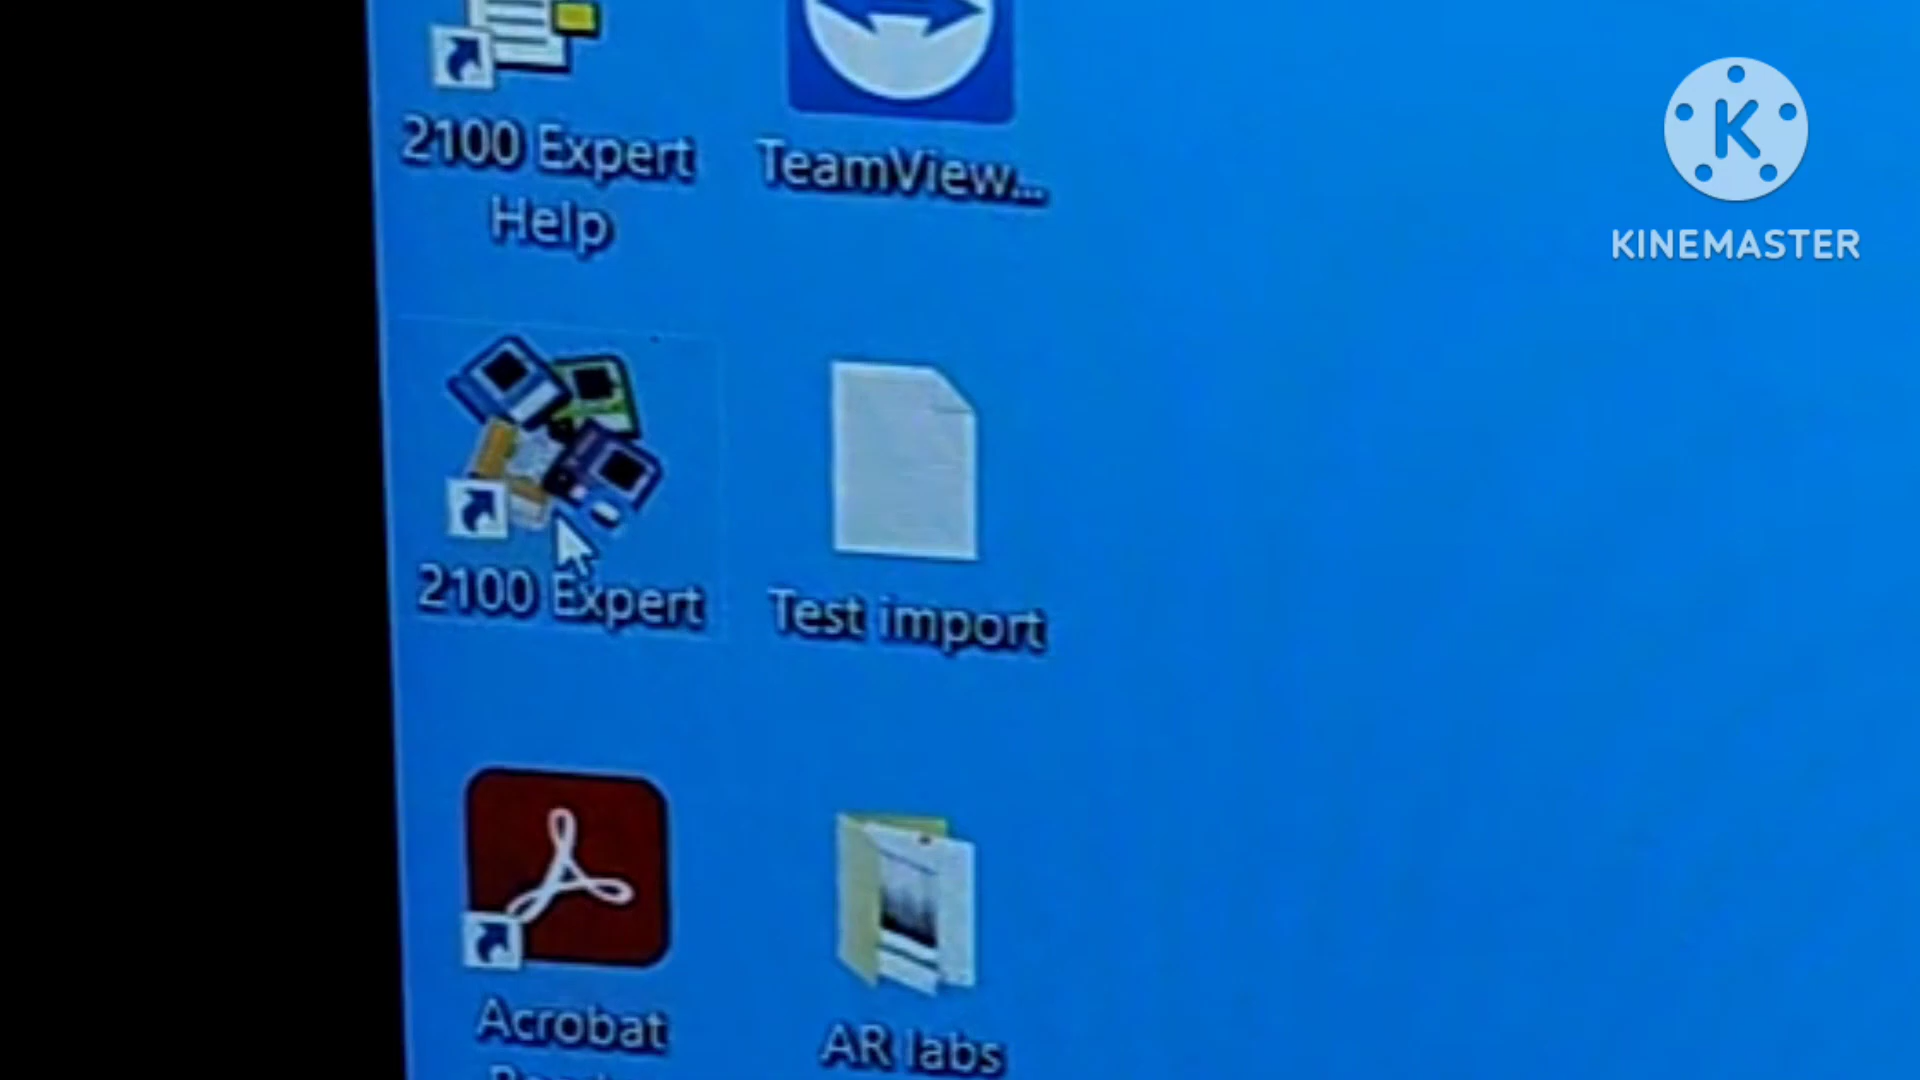 2100 Expert
Help
TeamView...
K
KINEMASTER
2100 Expert
Test import
Acrobat
AR labs